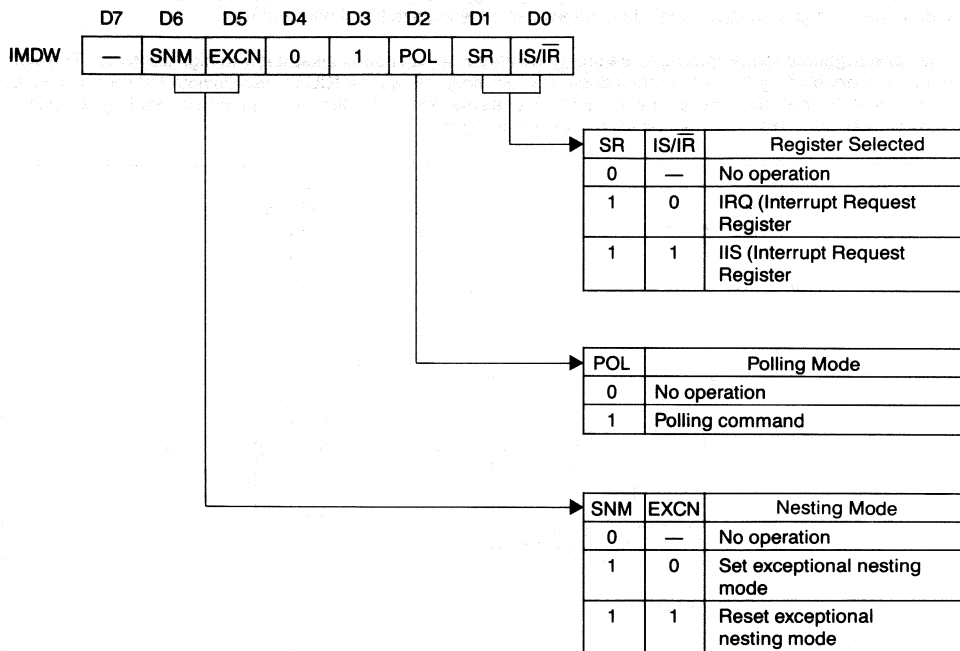 D7 D6 D5 D4 D3 D2 D1 D0
IMDW — SNM EXCN 0 1 POL SR IS/I̅R̅
SR IS/I̅R̅ Register Selected
0 — No operation
1 0 IRQ (Interrupt Request
Register
1 1 IIS (Interrupt Request
Register
POL Polling Mode
0 No operation
1 Polling command
SNM EXCN Nesting Mode
0 — No operation
1 0 Set exceptional nesting
mode
1 1 Reset exceptional
nesting mode